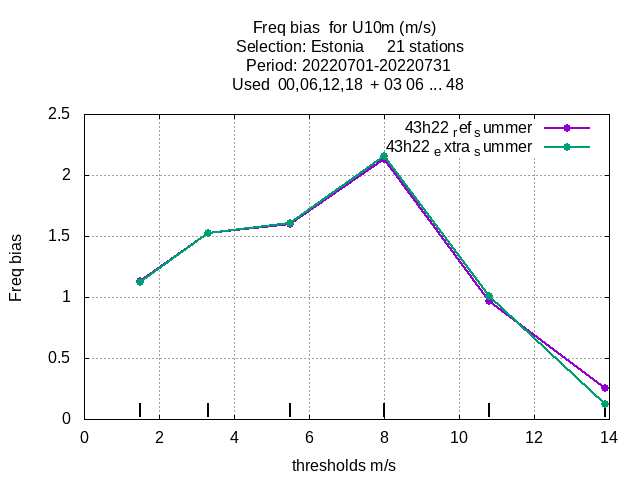 Freq bias  for U10m (m/s)
Selection: Estonia     21 stations
Period: 20220701-20220731
Used  00,06,12,18  + 03 06 ... 48
43h22 ref summer
43h22 extra summer
2.5
2
1.5
1
0.5
0
Freq bias
0 2 4 6 8 10 12 14
thresholds m/s